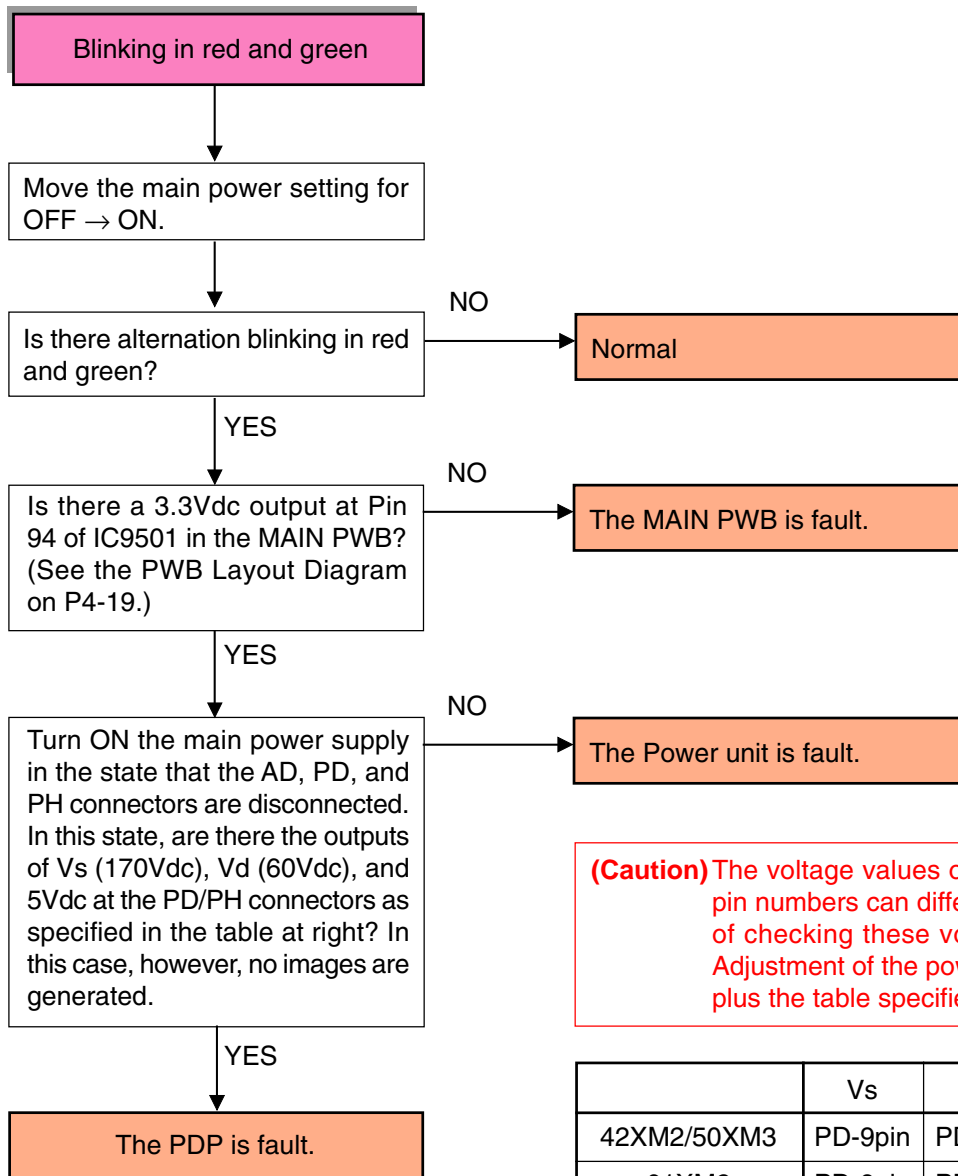 Blinking in red and green
Move the main power setting for
OFF → ON.
Is there alternation blinking in red
and green?
NO
Normal
YES
Is there a 3.3Vdc output at Pin
94 of IC9501 in the MAIN PWB?
(See the PWB Layout Diagram
on P4-19.)
NO
The MAIN PWB is fault.
YES
Turn ON the main power supply
in the state that the AD, PD, and
PH connectors are disconnected.
In this state, are there the outputs
of Vs (170Vdc), Vd (60Vdc), and
5Vdc at the PD/PH connectors as
specified in the table at right? In
this case, however, no images are
generated.
NO
The Power unit is fault.
YES
The PDP is fault.
(Caution) The voltage values
pin numbers can
of checking these
Adjustment of the
plus the table
Vs
42XM2/50XM3 PD-9pin